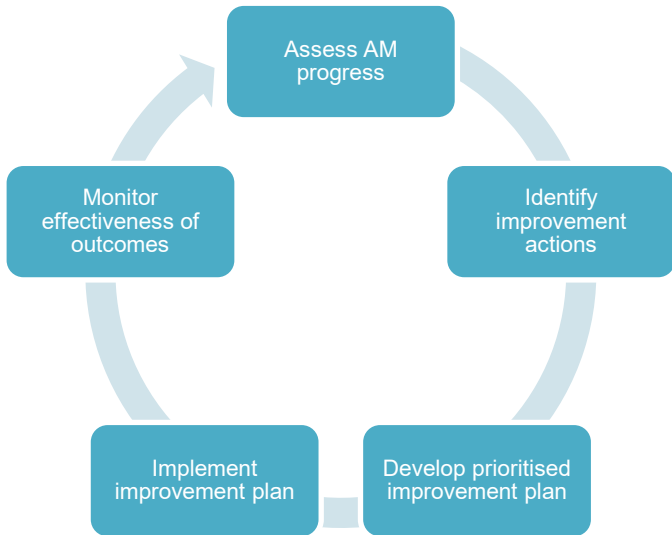 Assess AM
progress
Identify
improvement
actions
Develop prioritised
improvement plan
Implement
improvement plan
Monitor
effectiveness of
outcomes